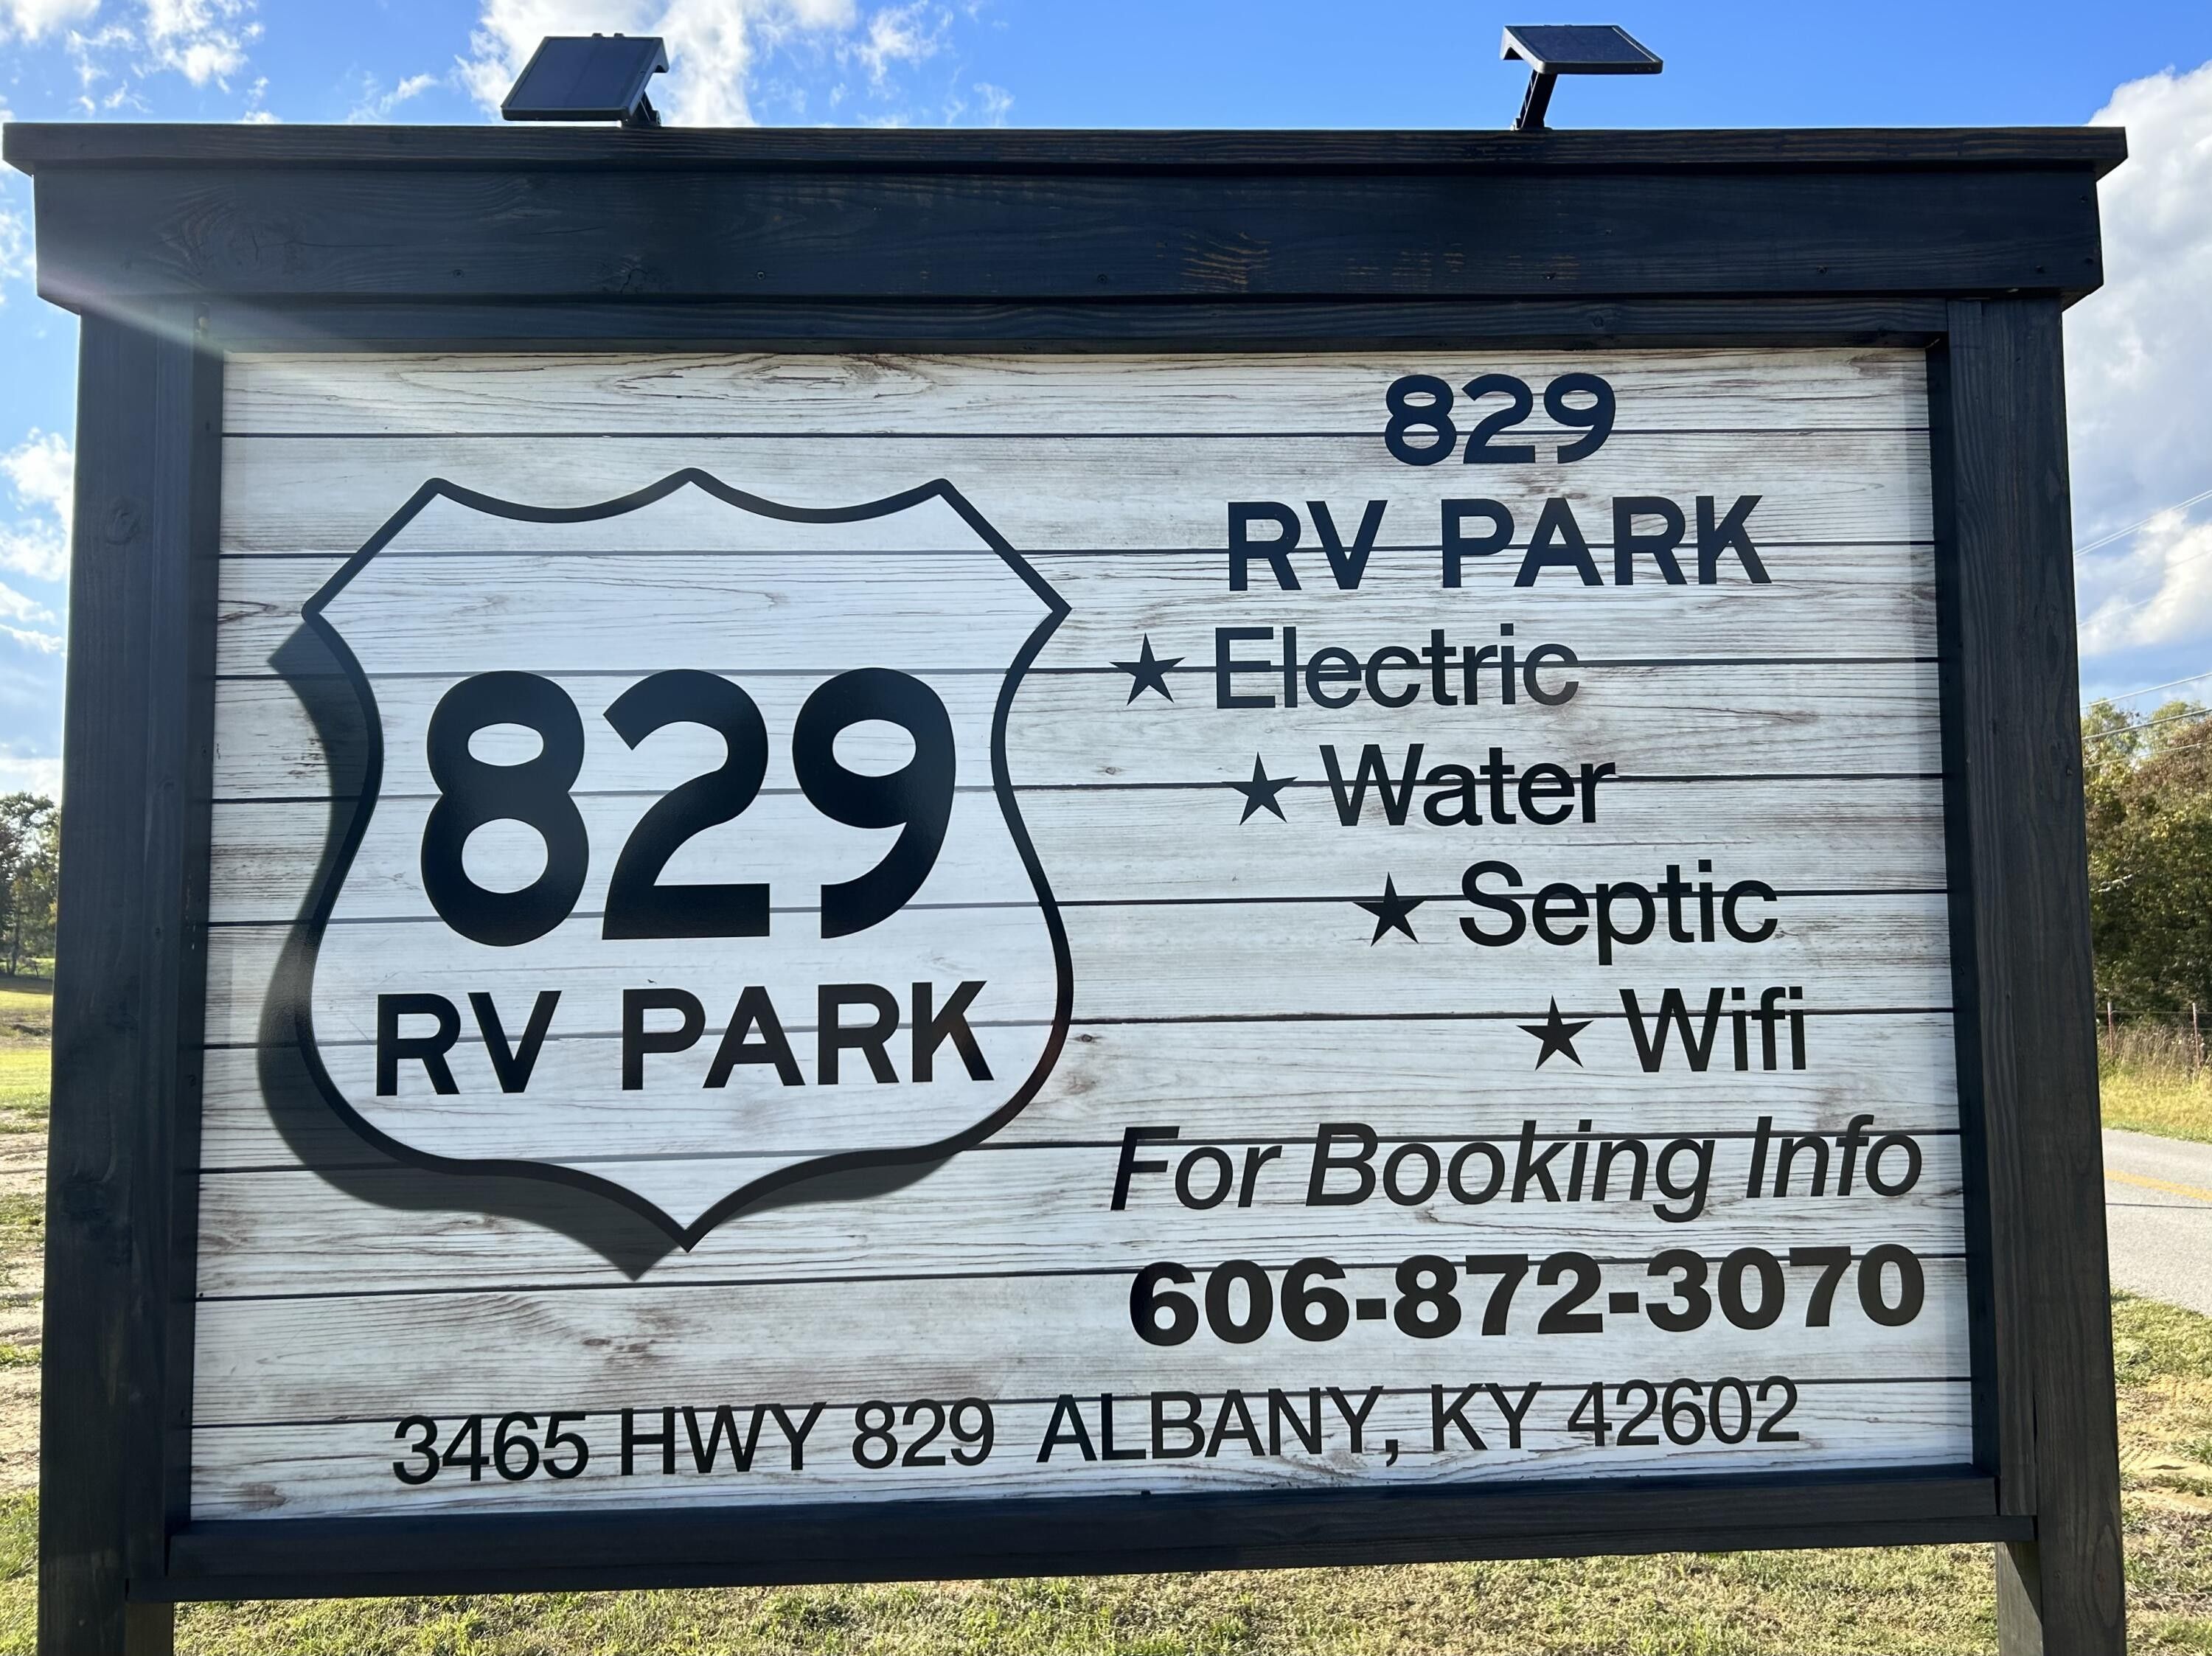 829
RV PARK
829
RV PARK
★ Electric
★ Water
★ Septic
★ Wifi
For Booking Info
606-872-3070
3465 HWY 829 ALBANY, KY 42602